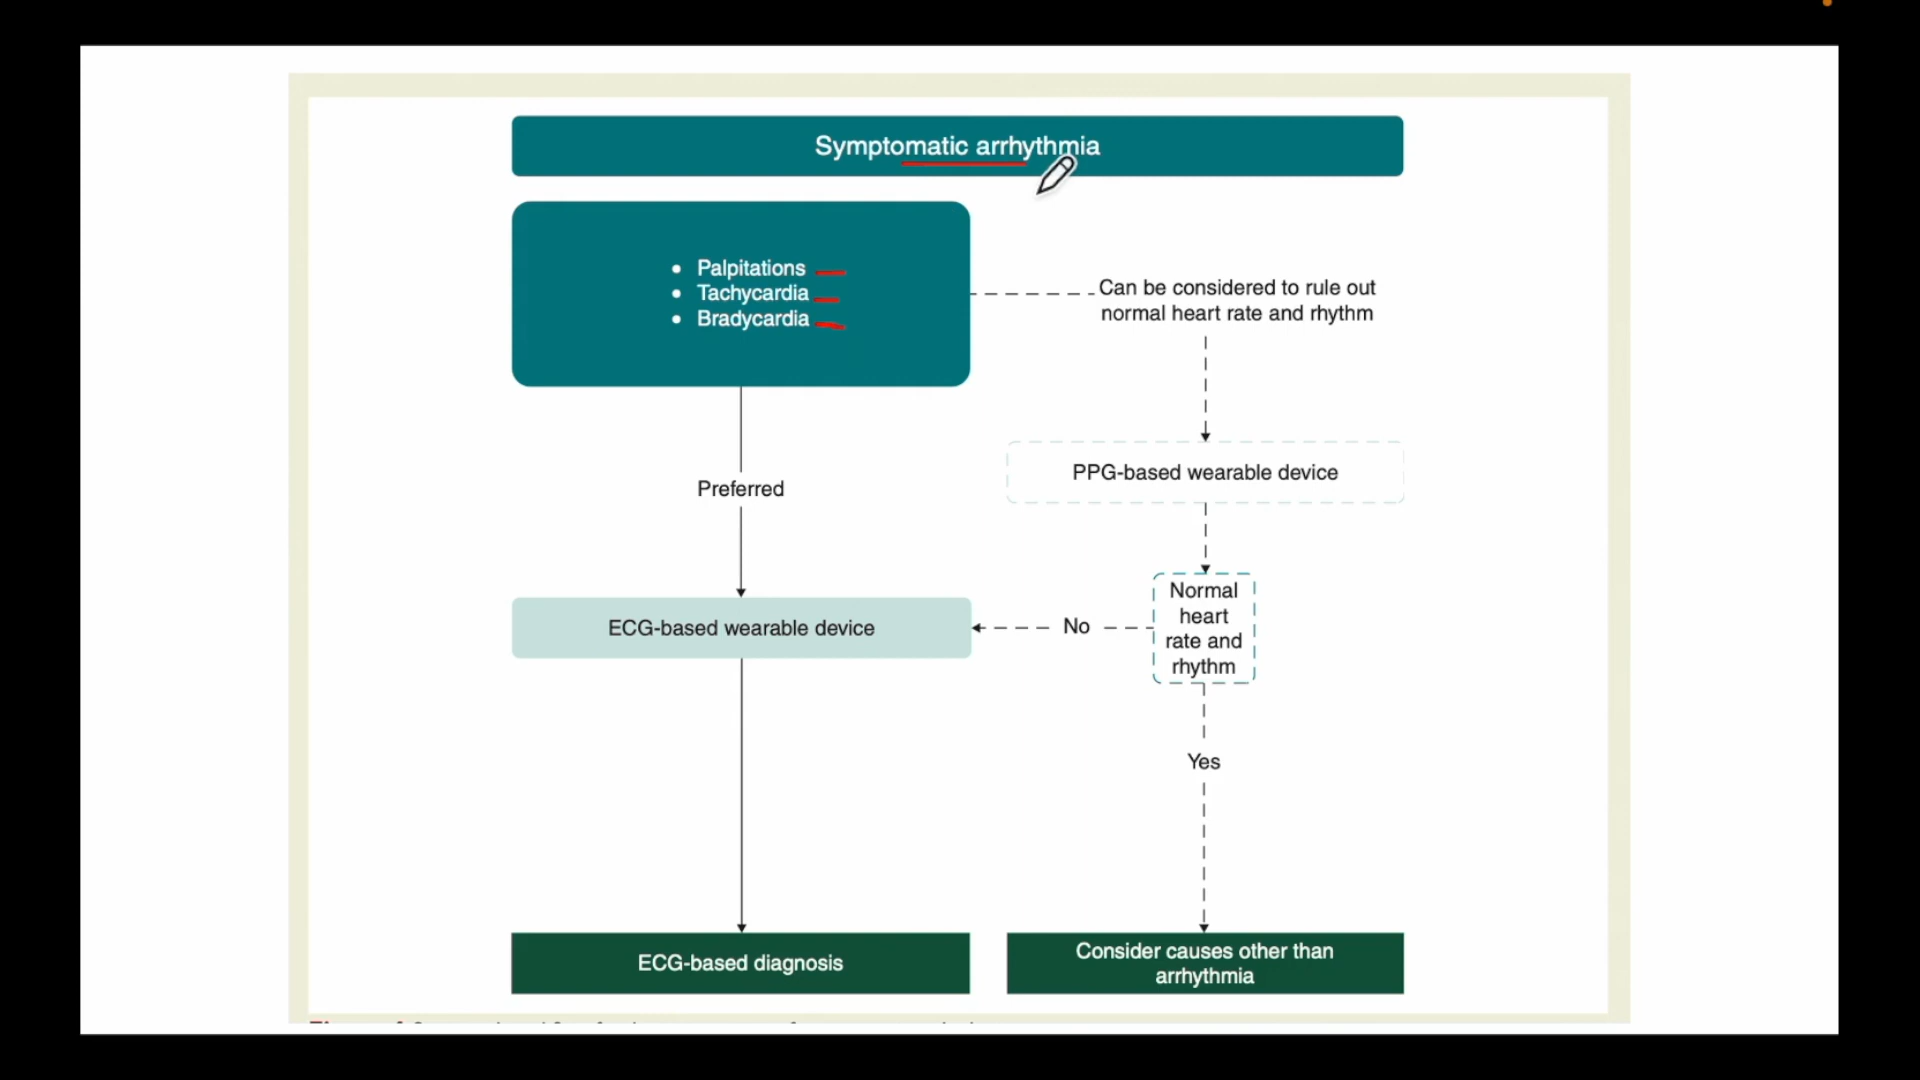 Symptomatic arrhythmia
• Palpitations
• Tachycardia
• Bradycardia
Can be considered to rule out
normal heart rate and rhythm
PPG-based wearable device
Preferred
Normal
heart
rate and
rhythm
ECG-based wearable device
No
Yes
ECG-based diagnosis
Consider causes other than
arrhythmia